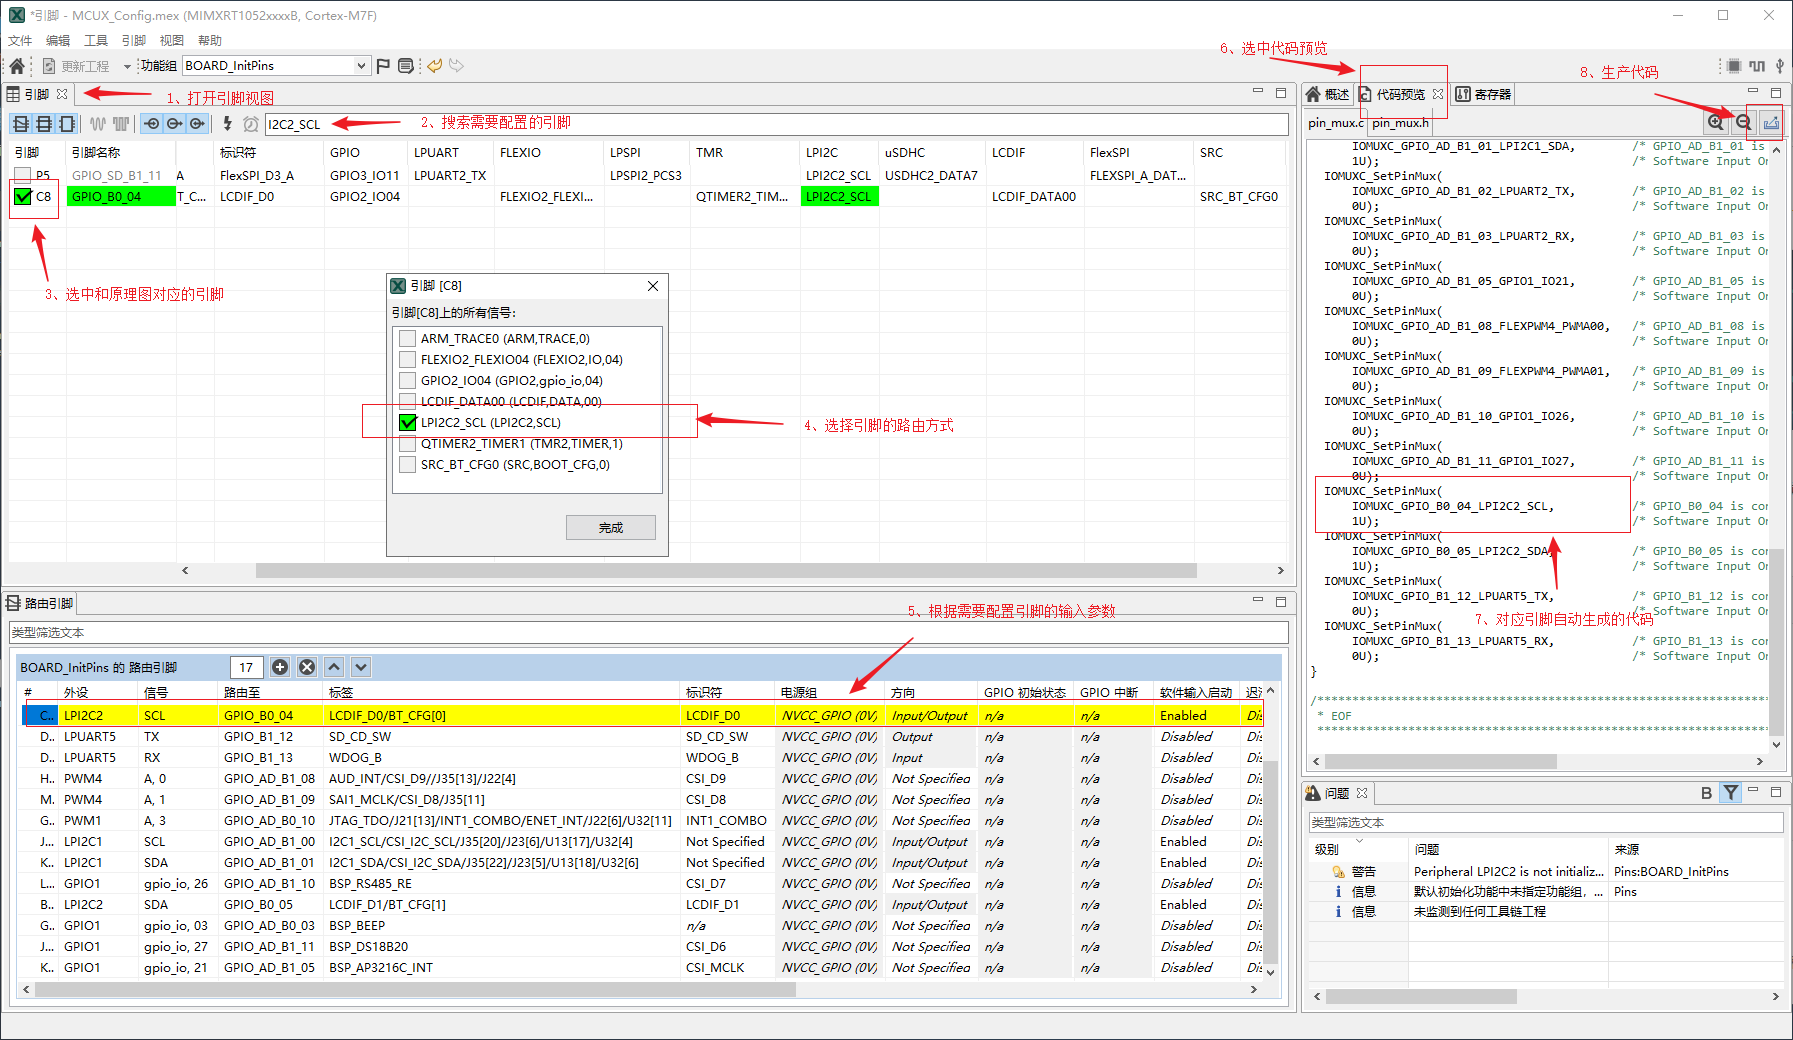 *引脚 - MCUX_Config.mex (MIMXRT1052xxxxB, Cortex-M7F)
文件 编辑 工具 引脚 视图 帮助
更新工程 功能组 BOARD_InitPins
6、选中代码预览
8、生产代码
引脚
1、打开引脚视图
I2C2_SCL
2、搜索需要配置的引脚
引脚 引脚名称 标识符 GPIO LPUART FLEXIO LPSPI TMR LPI2C uSDHC LCDIF FlexSPI SRC
P5 GPIO_SD_B1_11 A FlexSPI_D3_A GPIO3_IO11 LPUART2_TX LPSPI2_PCS3 LPI2C2_SCL USDHC2_DATA7 FLEXSPI_A_DAT...
C8 GPIO_B0_04 T_C... LCDIF_D0 GPIO2_IO04 FLEXIO2_FLEXI... QTIMER2_TIM... LPI2C2_SCL LCDIF_DATA00 SRC_BT_CFG0
3、选中和原理图对应的引脚
引脚 [C8]
引脚[C8]上的所有信号:
ARM_TRACE0 (ARM,TRACE,0)
FLEXIO2_FLEXIO04 (FLEXIO2,IO,04)
GPIO2_IO04 (GPIO2,gpio_io,04)
LCDIF_DATA00 (LCDIF,DATA,00)
LPI2C2_SCL (LPI2C2,SCL)
QTIMER2_TIMER1 (TMR2,TIMER,1)
SRC_BT_CFG0 (SRC,BOOT_CFG,0)
完成
4、选择引脚的路由方式
路由引脚
5、根据需要配置引脚的输入参数
类型筛选文本
BOARD_InitPins 的 路由引脚 17
# 外设 信号 路由至 标签 标识符 电源组 方向 GPIO 初始状态 GPIO 中断 软件输入启动
C.. LPI2C2 SCL GPIO_B0_04 LCDIF_D0/BT_CFG[0] LCDIF_D0 NVCC_GPIO (0V) Input/Output n/a n/a Enabled Dis
D.. LPUART5 TX GPIO_B1_12 SD_CD_SW SD_CD_SW NVCC_GPIO (0V) Output n/a n/a Disabled Dis
D.. LPUART5 RX GPIO_B1_13 WDOG_B WDOG_B NVCC_GPIO (0V) Input n/a n/a Disabled Dis
H.. PWM4 A, 0 GPIO_AD_B1_08 AUD_INT/CSI_D9//J35[13]/J22[4] CSI_D9 NVCC_GPIO (0V) Not Specified n/a n/a Disabled Dis
M. PWM4 A, 1 GPIO_AD_B1_09 SAI1_MCLK/CSI_D8/J35[11] CSI_D8 NVCC_GPIO (0V) Not Specified n/a n/a Disabled Dis
G.. PWM1 A, 3 GPIO_AD_B0_10 JTAG_TDO/J21[13]/INT1_COMBO/ENET_INT/J22[6]/U32[11] INT1_COMBO NVCC_GPIO (0V) Not Specified n/a n/a Disabled Dis
J... LPI2C1 SCL GPIO_AD_B1_00 I2C1_SCL/CSI_I2C_SCL/J35[20]/J23[6]/U13[17]/U32[4] Not Specified NVCC_GPIO (0V) Input/Output n/a n/a Enabled Dis
K.. LPI2C1 SDA GPIO_AD_B1_01 I2C1_SDA/CSI_I2C_SDA/J35[22]/J23[5]/U13[18]/U32[6] Not Specified NVCC_GPIO (0V) Input/Output n/a n/a Enabled Dis
L... GPIO1 gpio_io, 26 GPIO_AD_B1_10 BSP_RS485_RE CSI_D7 NVCC_GPIO (0V) Not Specified n/a n/a Disabled Dis
B.. LPI2C2 SDA GPIO_B0_05 LCDIF_D1/BT_CFG[1] LCDIF_D1 NVCC_GPIO (0V) Input/Output n/a n/a Enabled Dis
G.. GPIO1 gpio_io, 03 GPIO_AD_B0_03 BSP_BEEP n/a NVCC_GPIO (0V) Not Specified n/a n/a Disabled Dis
J... GPIO1 gpio_io, 27 GPIO_AD_B1_11 BSP_DS18B20 CSI_D6 NVCC_GPIO (0V) Not Specified n/a n/a Disabled Dis
K.. GPIO1 gpio_io, 21 GPIO_AD_B1_05 BSP_AP3216C_INT CSI_MCLK NVCC_GPIO (0V) Not Specified n/a n/a Disabled Dis
概述 代码预览 寄存器
pin_mux.c pin_mux.h
IOMUXC_GPIO_AD_B1_01_LPI2C1_SDA, /* GPIO_AD_B1_01 is
1U); /* Software Input On
IOMUXC_SetPinMux(
IOMUXC_GPIO_AD_B1_02_LPUART2_TX, /* GPIO_AD_B1_02 is
0U); /* Software Input On
IOMUXC_SetPinMux(
IOMUXC_GPIO_AD_B1_03_LPUART2_RX, /* GPIO_AD_B1_03 is
0U); /* Software Input On
IOMUXC_SetPinMux(
IOMUXC_GPIO_AD_B1_05_GPIO1_IO21, /* GPIO_AD_B1_05 is
0U); /* Software Input On
IOMUXC_SetPinMux(
IOMUXC_GPIO_AD_B1_08_FLEXPWM4_PWMA00, /* GPIO_AD_B1_08 is
0U); /* Software Input On
IOMUXC_SetPinMux(
IOMUXC_GPIO_AD_B1_09_FLEXPWM4_PWMA01, /* GPIO_AD_B1_09 is
0U); /* Software Input On
IOMUXC_SetPinMux(
IOMUXC_GPIO_AD_B1_10_GPIO1_IO26, /* GPIO_AD_B1_10 is
0U); /* Software Input On
IOMUXC_SetPinMux(
IOMUXC_GPIO_AD_B1_11_GPIO1_IO27, /* GPIO_AD_B1_11 is
0U); /* Software Input On
IOMUXC_SetPinMux(
IOMUXC_GPIO_B0_04_LPI2C2_SCL, /* GPIO_B0_04 is con
1U); /* Software Input On
IOMUXC_SetPinMux(
IOMUXC_GPIO_B0_05_LPI2C2_SDA, /* GPIO_B0_05 is con
1U); /* Software Input On
IOMUXC_SetPinMux(
IOMUXC_GPIO_B1_12_LPUART5_TX, /* GPIO_B1_12 is con
0U); /* Software Input On
7、对应引脚自动生成的代码
IOMUXC_SetPinMux(
IOMUXC_GPIO_B1_13_LPUART5_RX, /* GPIO_B1_13 is con
0U); /* Software Input On
}
* EOF
问题
B
类型筛选文本
级别 问题 来源
警告 Peripheral LPI2C2 is not initializ... Pins:BOARD_InitPins
信息 默认初始化功能中未指定功能组，... Pins
信息 未监测到任何工具链工程